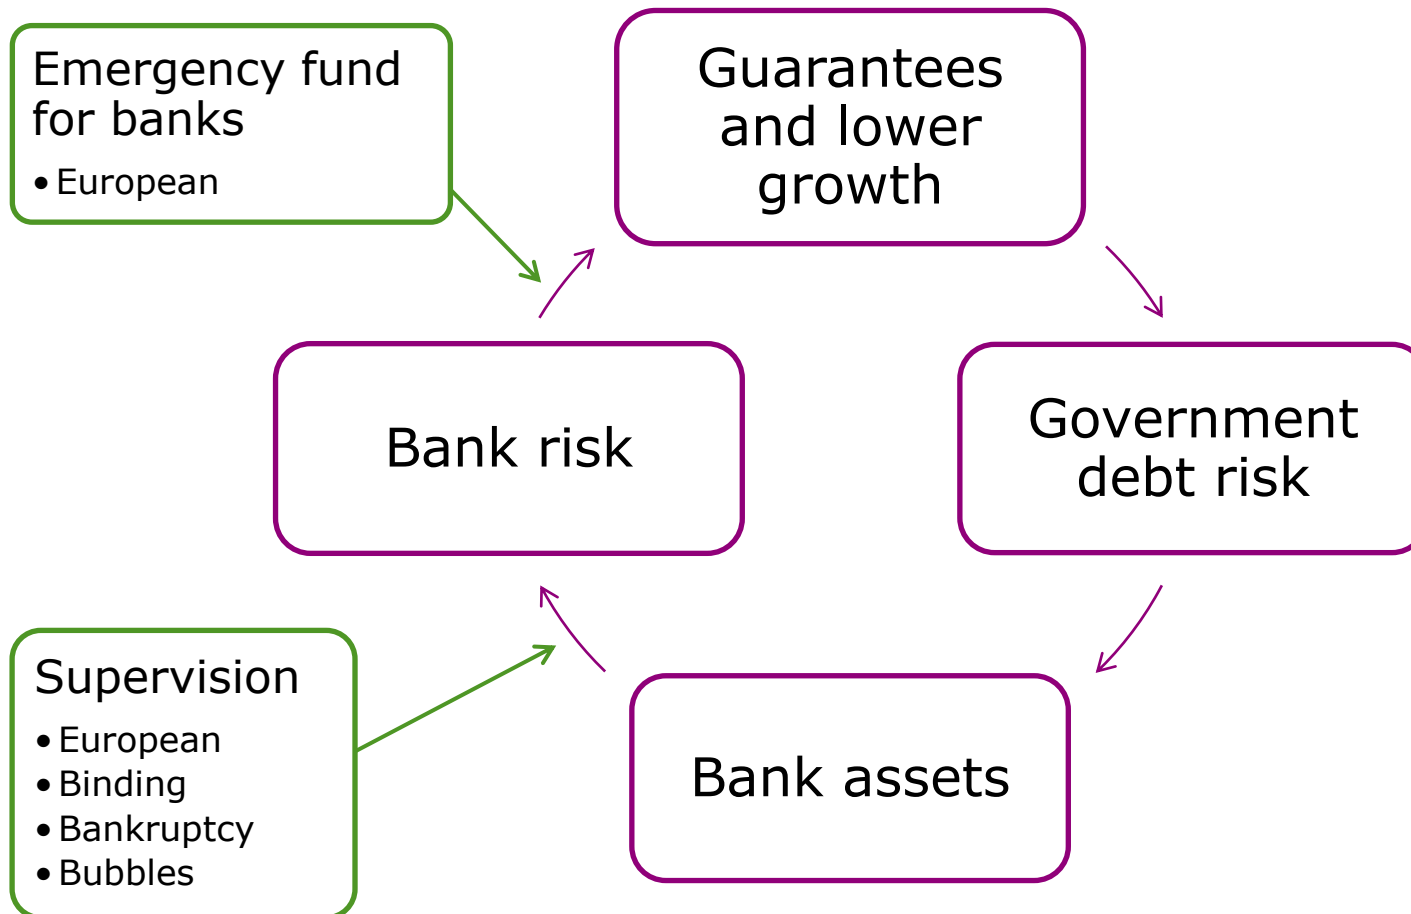 Emergency fund
for banks
• European
Guarantees
and lower
growth
Bank risk
Government
debt risk
Supervision
• European
• Binding
• Bankruptcy
• Bubbles
Bank assets